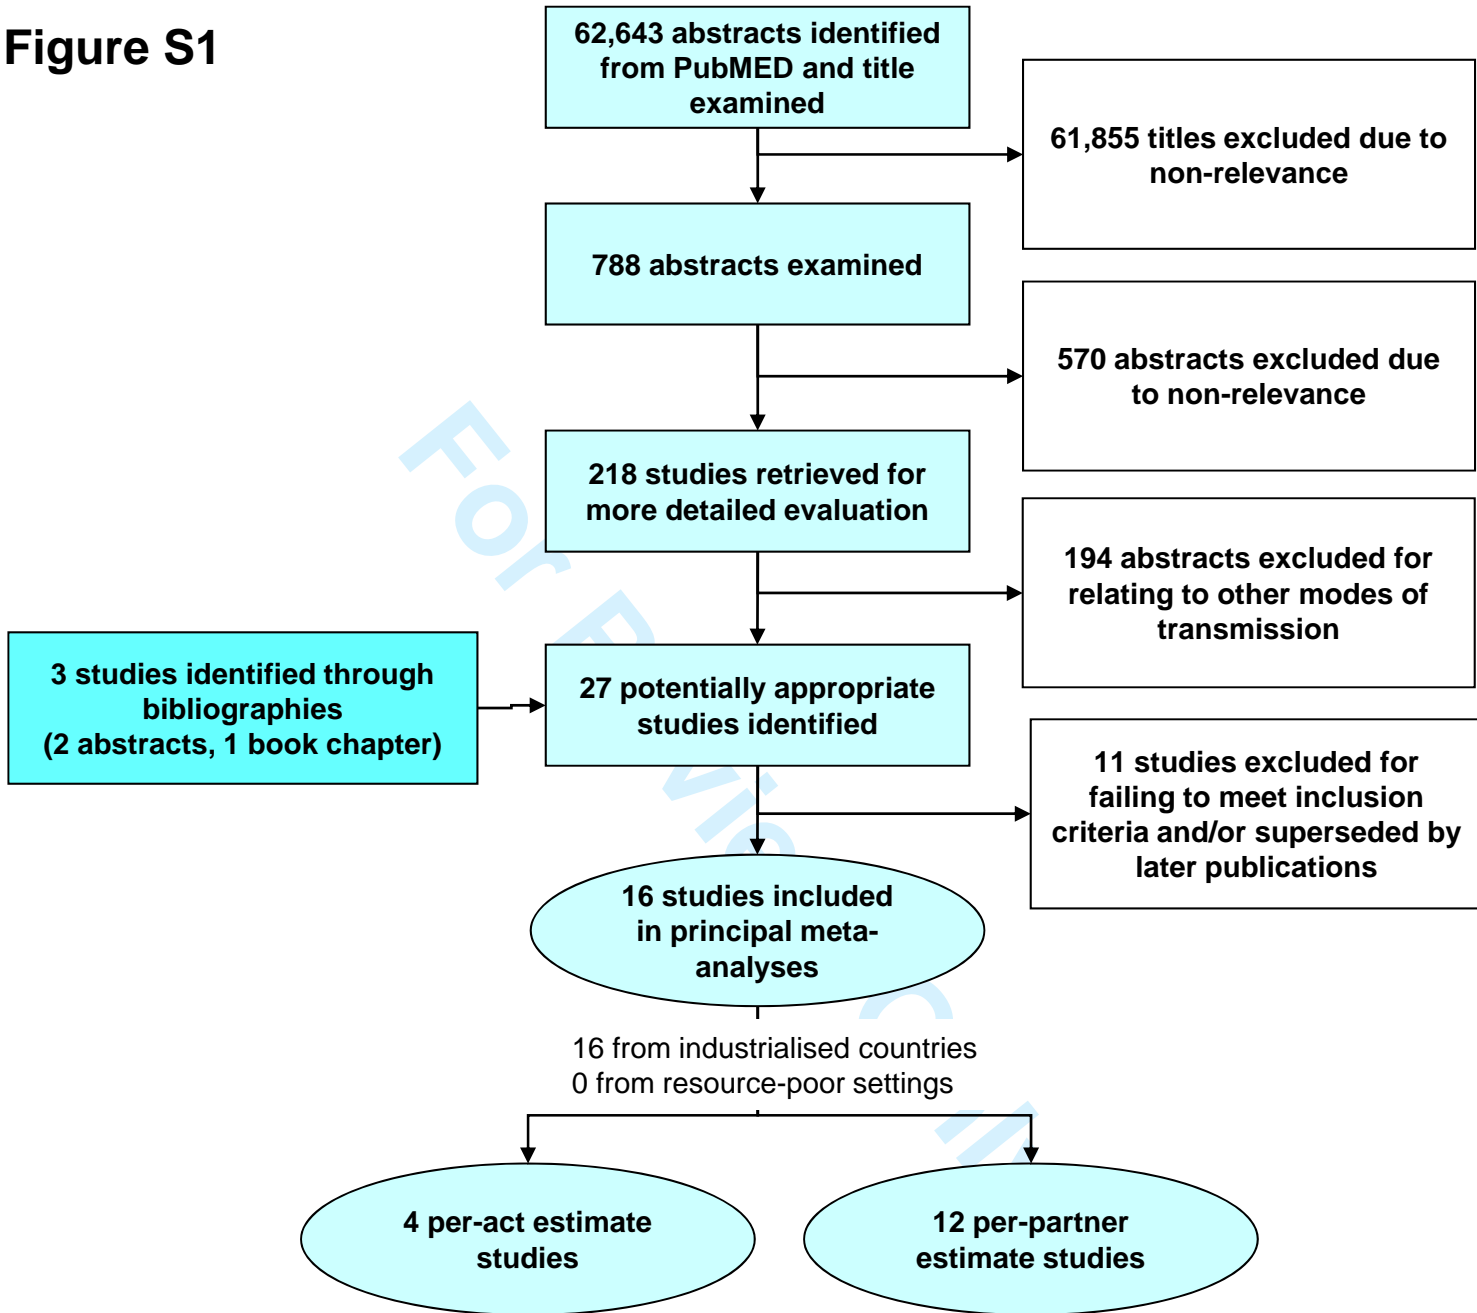 Figure S1
62,643 abstracts identified
from PubMED and title
examined
61,855 titles excluded due to
non-relevance
788 abstracts examined
570 abstracts excluded due
to non-relevance
218 studies retrieved for
more detailed evaluation
194 abstracts excluded for
relating to other modes of
transmission
3 studies identified through
bibliographies
(2 abstracts, 1 book chapter)
27 potentially appropriate
studies identified
11 studies excluded for
failing to meet inclusion
criteria and/or superseded by
later publications
16 studies included
in principal meta-
analyses
16 from industrialised countries
0 from resource-poor settings
4 per-act estimate
studies
12 per-partner
estimate studies
For